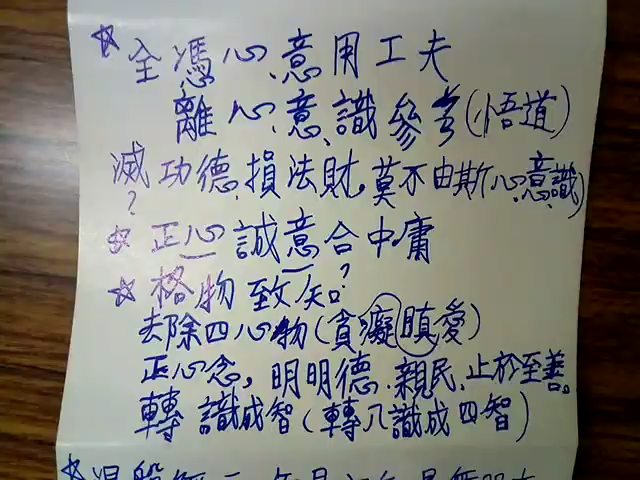 ☆全馮心意用工夫
離心意識參考(悟道)
滅功德,損法財,莫不由斯心意識)
?
☆正心誠意合中庸
☆格物致知?
去除四心物(貪癡瞋愛)
正心念,明明德.親民.止於至善。
轉識成智(轉八識成四智)